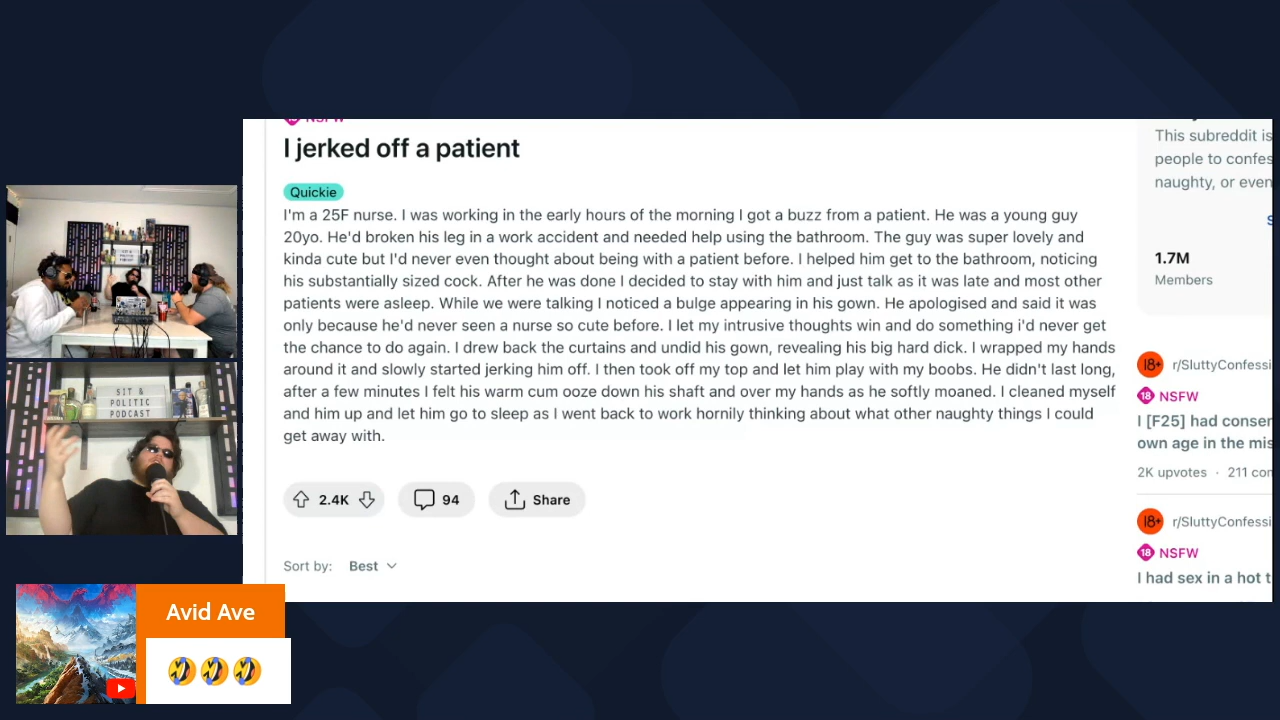 NSFW
I jerked off a patient
Quickie
I'm a 25F nurse. I was working in the early hours of the morning I got a buzz from a patient. He was a young guy
20yo. He'd broken his leg in a work accident and needed help using the bathroom. The guy was super lovely and
kinda cute but I'd never even thought about being with a patient before. I helped him get to the bathroom, noticing
his substantially sized cock. After he was done I decided to stay with him and just talk as it was late and most other
patients were asleep. While we were talking I noticed a bulge appearing in his gown. He apologised and said it was
only because he'd never seen a nurse so cute before. I let my intrusive thoughts win and do something i'd never get
the chance to do again. I drew back the curtains and undid his gown, revealing his big hard dick. I wrapped my hands
around it and slowly started jerking him off. I then took off my top and let him play with my boobs. He didn't last long,
after a few minutes I felt his warm cum ooze down his shaft and over my hands as he softly moaned. I cleaned myself
and him up and let him go to sleep as I went back to work hornily thinking about what other naughty things I could
get away with.
2.4K
94
Share
Sort by: Best
This subreddit is
people to confes
naughty, or even
1.7M
Members
18+ r/SluttyConfessi
18 NSFW
I [F25] had conser
own age in the mis
2K upvotes · 211 con
18+ r/SluttyConfessi
18 NSFW
I had sex in a hot t
SIT &
POLITIC
PODCAST
SIT &
POLITIC
PODCAST
Avid Ave
🤣🤣🤣